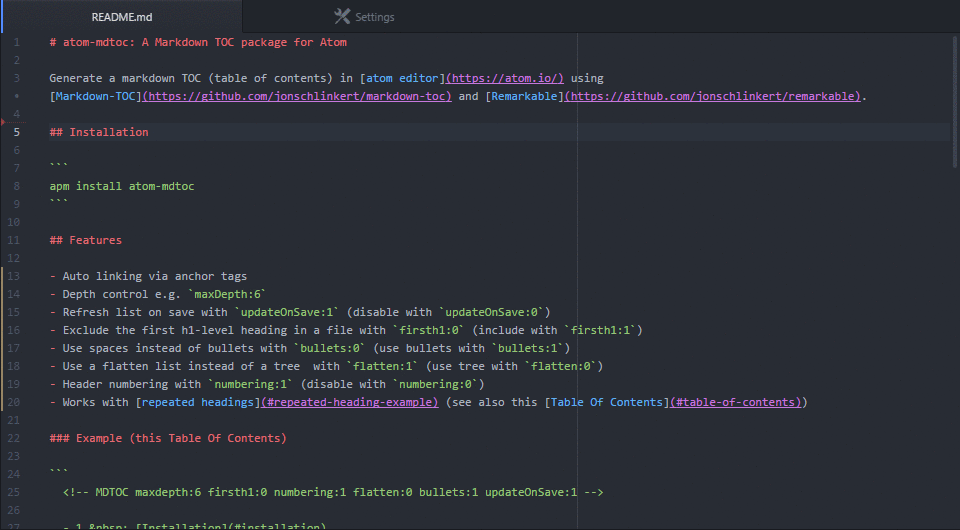 README.md
Settings
1 # atom-mdtoc: A Markdown TOC package for Atom
2
3 Generate a markdown TOC (table of contents) in [atom editor](https://atom.io/) using
• [Markdown-TOC](https://github.com/jonschlinkert/markdown-toc) and [Remarkable](https://github.com/jonschlinkert/remarkable).
4
5 ## Installation
6
7 ```
8 apm install atom-mdtoc
9 ```
10
11 ## Features
12
13 - Auto linking via anchor tags
14 - Depth control e.g. `maxDepth:6`
15 - Refresh list on save with `updateOnSave:1` (disable with `updateOnSave:0`)
16 - Exclude the first h1-level heading in a file with `firsth1:0` (include with `firsth1:1`)
17 - Use spaces instead of bullets with `bullets:0` (use bullets with `bullets:1`)
18 - Use a flatten list instead of a tree  with `flatten:1` (use tree with `flatten:0`)
19 - Header numbering with `numbering:1` (disable with `numbering:0`)
20 - Works with [repeated headings](#repeated-heading-example) (see also this [Table Of Contents](#table-of-contents))
21
22 ### Example (this Table Of Contents)
23
24 ```
25 <!-- MDTOC maxdepth:6 firsth1:0 numbering:1 flatten:0 bullets:1 updateOnSave:1 -->
26
27 - 1.&nbsp; [Installation](#installation)